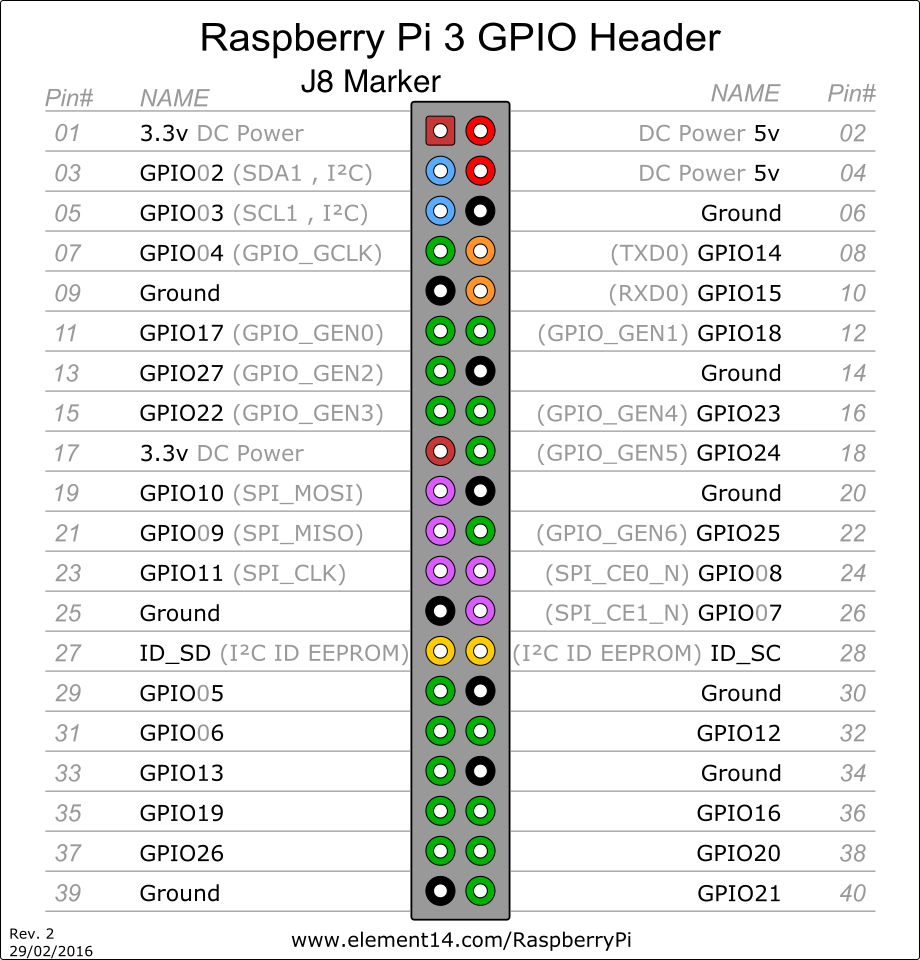 Raspberry Pi 3 GPIO Header
J8 Marker
Pin# NAME NAME Pin#
01 3.3v DC Power DC Power 5v 02
03 GPIO02 (SDA1 , I²C) DC Power 5v 04
05 GPIO03 (SCL1 , I²C) Ground 06
07 GPIO04 (GPIO_GCLK) (TXD0) GPIO14 08
09 Ground (RXD0) GPIO15 10
11 GPIO17 (GPIO_GEN0) (GPIO_GEN1) GPIO18 12
13 GPIO27 (GPIO_GEN2) Ground 14
15 GPIO22 (GPIO_GEN3) (GPIO_GEN4) GPIO23 16
17 3.3v DC Power (GPIO_GEN5) GPIO24 18
19 GPIO10 (SPI_MOSI) Ground 20
21 GPIO09 (SPI_MISO) (GPIO_GEN6) GPIO25 22
23 GPIO11 (SPI_CLK) (SPI_CE0_N) GPIO08 24
25 Ground (SPI_CE1_N) GPIO07 26
27 ID_SD (I²C ID EEPROM) (I²C ID EEPROM) ID_SC 28
29 GPIO05 Ground 30
31 GPIO06 GPIO12 32
33 GPIO13 Ground 34
35 GPIO19 GPIO16 36
37 GPIO26 GPIO20 38
39 Ground GPIO21 40
Rev. 2
29/02/2016
www.element14.com/RaspberryPi